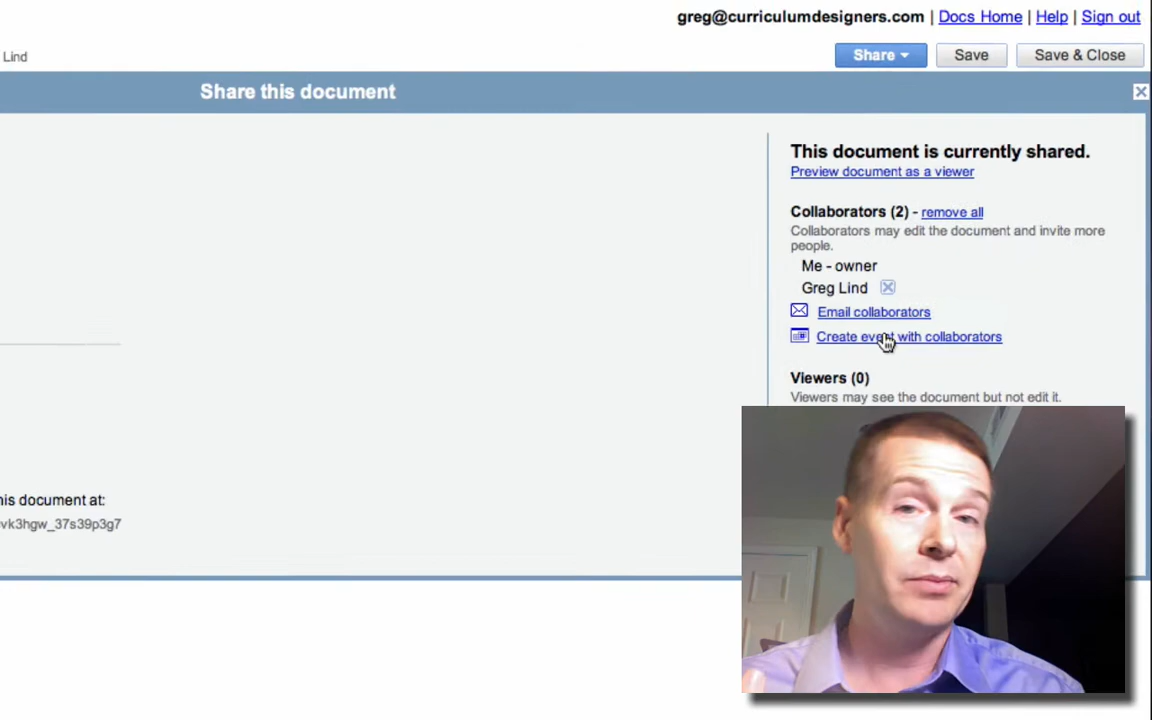 greg@curriculumdesigners.com | Docs Home | Help | Sign out
Lind
Share Save Save & Close
Share this document
This document is currently shared.
Preview document as a viewer
Collaborators (2) - remove all
Collaborators may edit the document and invite more
people.
Me - owner
Greg Lind
Email collaborators
Create event with collaborators
Viewers (0)
Viewers may see the document but not edit it.
his document at:
vk3hgw_37s39p3g7